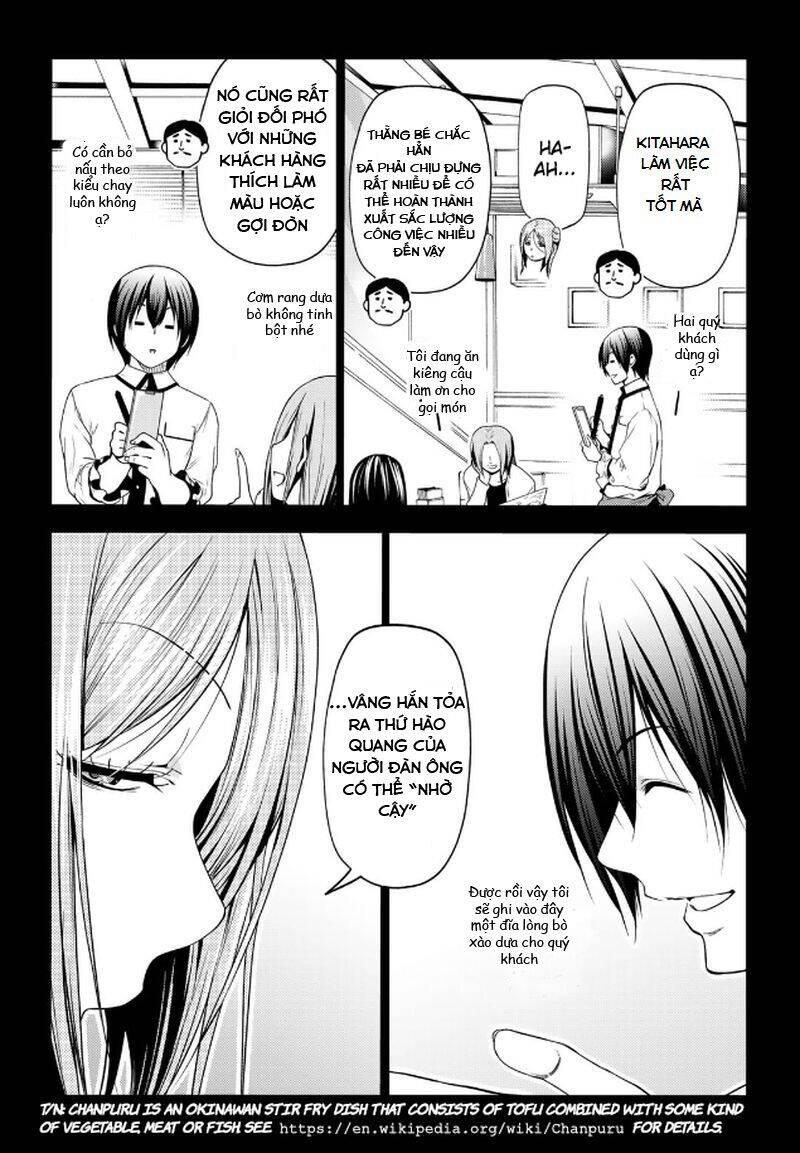 KITAHARA
LÀM VIỆC
RẤT
TỐT MÀ
HA-
AH...
THẰNG BÉ CHẮC
HẲN
ĐÃ PHẢI CHỊU ĐỰNG
RẤT NHIỀU ĐỂ CÓ
THỂ HOÀN THÀNH
XUẤT SẮC LƯỢNG
CÔNG VIỆC NHIỀU
ĐẾN VẬY
Hai quý
khách
dùng gì
ạ?
Tôi đang ăn
kiêng cậu
làm ơn cho
gọi món
NÓ CŨNG RẤT
GIỎI ĐỐI PHÓ
VỚI NHỮNG
KHÁCH HÀNG
THÍCH LÀM
MÀU HOẶC
GỢI ĐÒN
Có cần bỏ
nấy theo
kiểu chay
luôn không
ạ?
Cơm rang dưa
bò không tinh
bột nhé
...VÂNG HẮN TỎA
RA THỨ HÀO
QUANG CỦA
NGƯỜI ĐÀN ÔNG
CÓ THỂ "NHỜ
CẬY"
Được rồi vậy tôi
sẽ ghi vào đây
một đĩa lòng bò
xào dưa cho quý
khách
T/N: CHANPURU IS AN OKINAWAN STIR FRY DISH THAT CONSISTS OF TOFU COMBINED WITH SOME KIND
OF VEGETABLE, MEAT OR FISH. SEE https://en.wikipedia.org/wiki/Chanpuru FOR DETAILS.